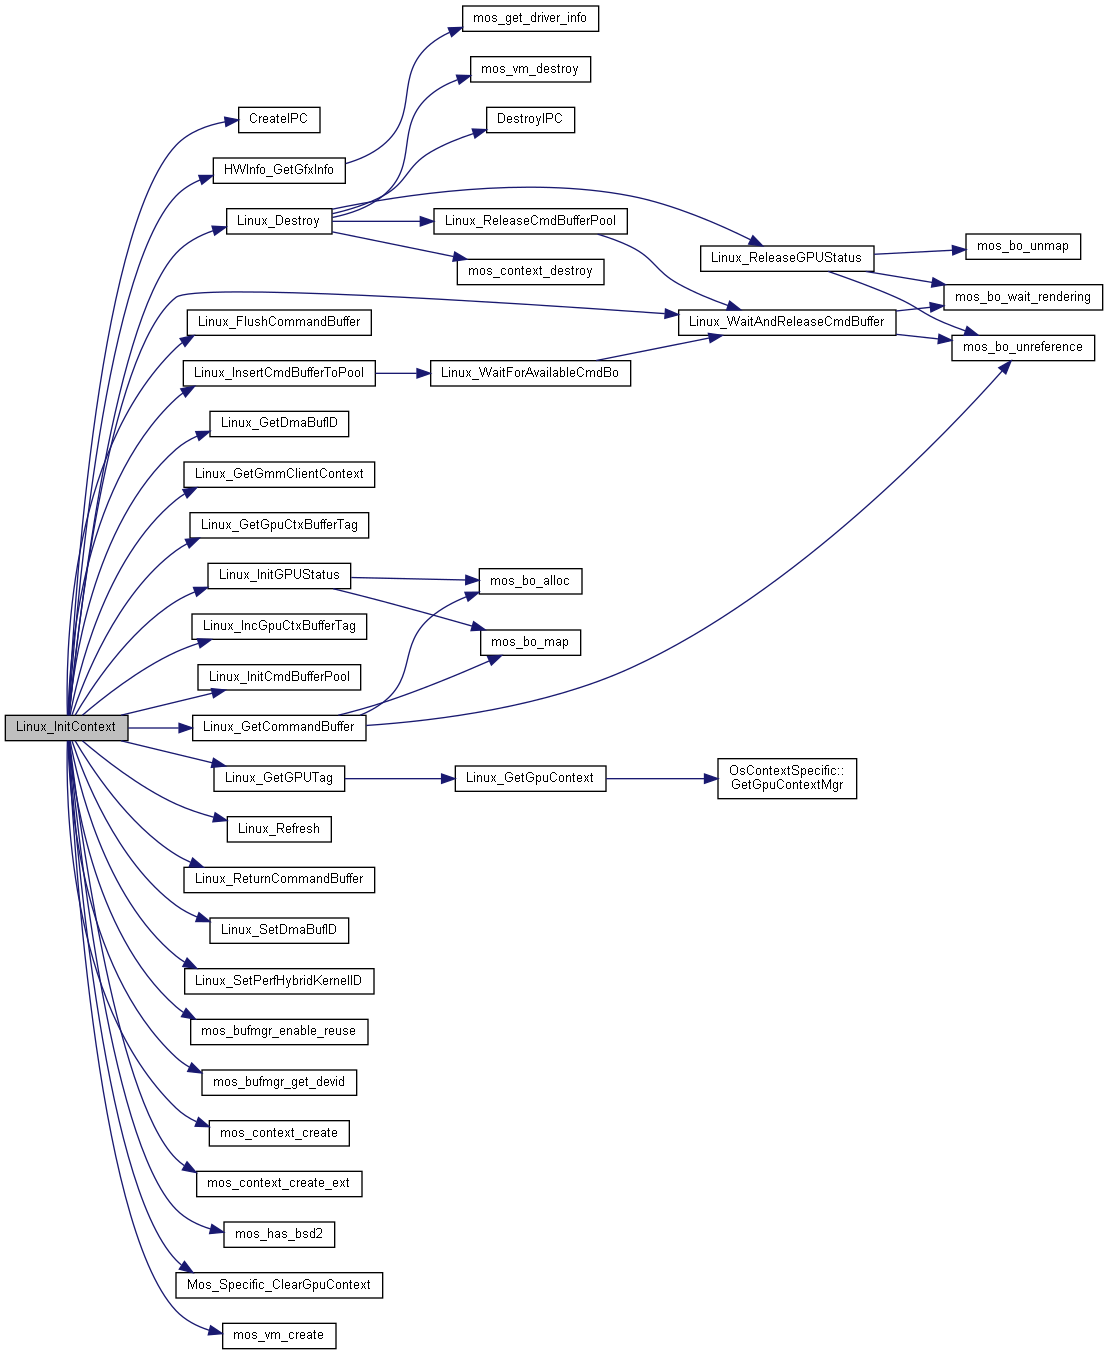 mos_get_driver_info
mos_vm_destroy
CreateIPC
DestroyIPC
HWInfo_GetGfxInfo
Linux_Destroy
Linux_ReleaseCmdBufferPool
mos_bo_unmap
Linux_ReleaseGPUStatus
mos_context_destroy
mos_bo_wait_rendering
Linux_FlushCommandBuffer
Linux_WaitAndReleaseCmdBuffer
mos_bo_unreference
Linux_InsertCmdBufferToPool
Linux_WaitForAvailableCmdBo
Linux_GetDmaBufID
Linux_GetGmmClientContext
Linux_GetGpuCtxBufferTag
Linux_InitGPUStatus
mos_bo_alloc
Linux_IncGpuCtxBufferTag
mos_bo_map
Linux_InitCmdBufferPool
Linux_InitContext
Linux_GetCommandBuffer
Linux_GetGPUTag
Linux_GetGpuContext
OsContextSpecific::
GetGpuContextMgr
Linux_Refresh
Linux_ReturnCommandBuffer
Linux_SetDmaBufID
Linux_SetPerfHybridKernelID
mos_bufmgr_enable_reuse
mos_bufmgr_get_devid
mos_context_create
mos_context_create_ext
mos_has_bsd2
Mos_Specific_ClearGpuContext
mos_vm_create